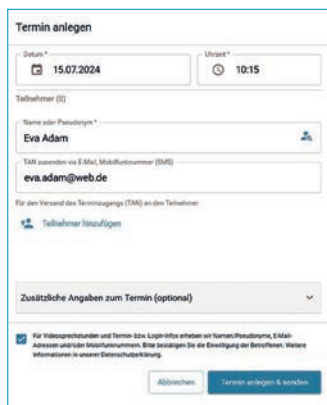 Termin anlegen
Datum *
Uhrzeit *
15.07.2024
10:15
Teilnehmer (0)
Name oder Pseudonym *
Eva Adam
TAN zusenden via E-Mail, Mobilfunknummer (SMS)
eva.adam@web.de
Für den Versand des Terminzugangs (TAN) an den Teilnehmer
Teilnehmer hinzufügen
Zusätzliche Angaben zum Termin (optional)
Für Videosprechstunden und Termin- bzw. Login-Infos erheben wir Namen/Pseudonyme, E-Mail-
Adressen und/oder Mobilfunknummern. Bitte bestätigen Sie die Einwilligung der Betroffenen. Weitere
Informationen in unserer Datenschutzerklärung.
Abbrechen
Termin anlegen & senden